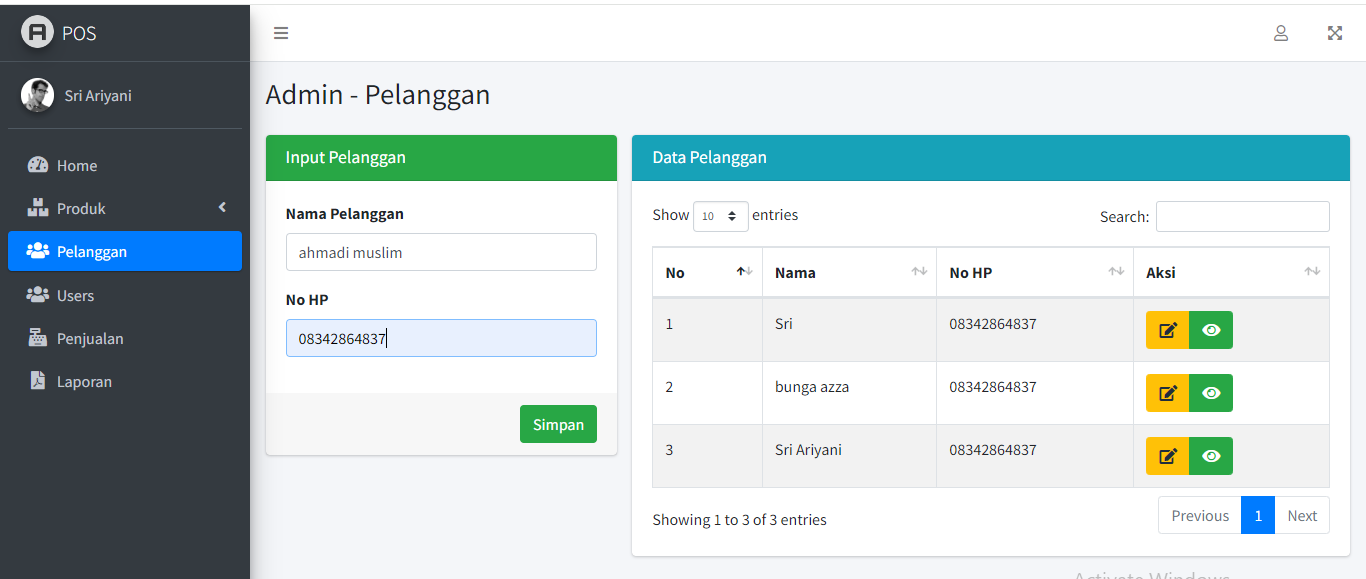 POS
Sri Ariyani
Home
Produk
Pelanggan
Users
Penjualan
Laporan
Admin - Pelanggan
Input Pelanggan
Nama Pelanggan
ahmadi muslim
No HP
08342864837
Simpan
Data Pelanggan
Show 10 entries
Search:
No Nama No HP Aksi
1 Sri 08342864837
2 bunga azza 08342864837
3 Sri Ariyani 08342864837
Showing 1 to 3 of 3 entries
Previous 1 Next
Activate Windows